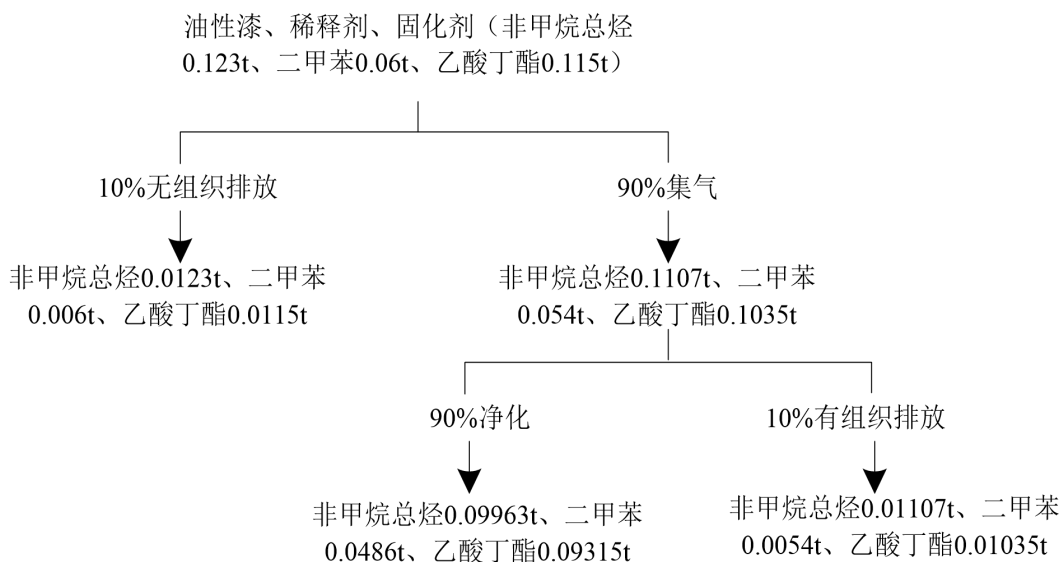 油性漆、稀释剂、固化剂（非甲烷总烃
0.123t、二甲苯0.06t、乙酸丁酯0.115t）
10%无组织排放
90%集气
非甲烷总烃0.0123t、二甲苯
0.006t、乙酸丁酯0.0115t
非甲烷总烃0.1107t、二甲苯
0.054t、乙酸丁酯0.1035t
90%净化
10%有组织排放
非甲烷总烃0.09963t、二甲苯
0.0486t、乙酸丁酯0.09315t
非甲烷总烃0.01107t、二甲苯
0.0054t、乙酸丁酯0.01035t